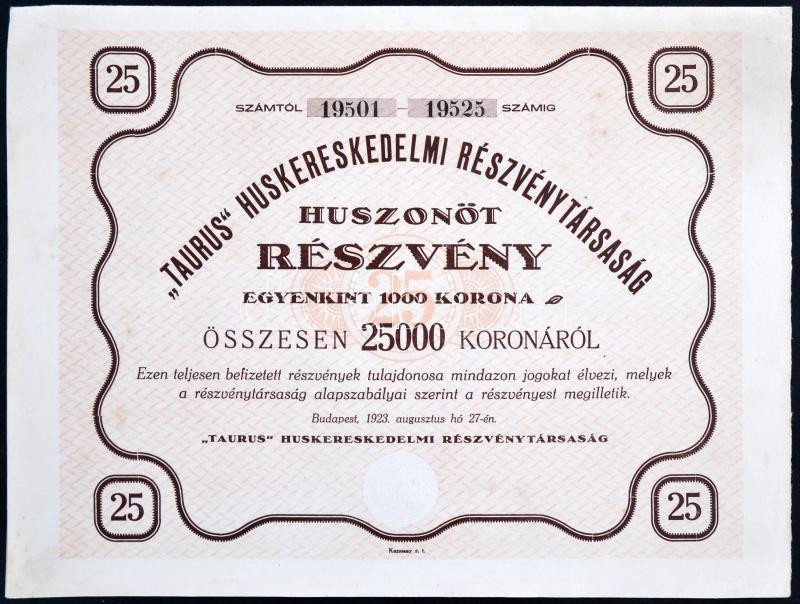 25
25
SZÁMTÓL 19501 — 19525 SZÁMIG
„TAURUS“ HUSKERESKEDELMI RÉSZVÉNYTÁRSASÁG
HUSZONÖT
RÉSZVÉNY
25
EGYENKINT 1000 KORONA
ÖSSZESEN 25000 KORONÁRÓL
Ezen teljesen befizetett részvények tulajdonosa mindazon jogokat élvezi, melyek
a részvénytársaság alapszabályai szerint a részvényest megilletik.
Budapest, 1923. augusztus hó 27-én.
„TAURUS“ HUSKERESKEDELMI RÉSZVÉNYTÁRSASÁG
25
25
Kunossy r. t.